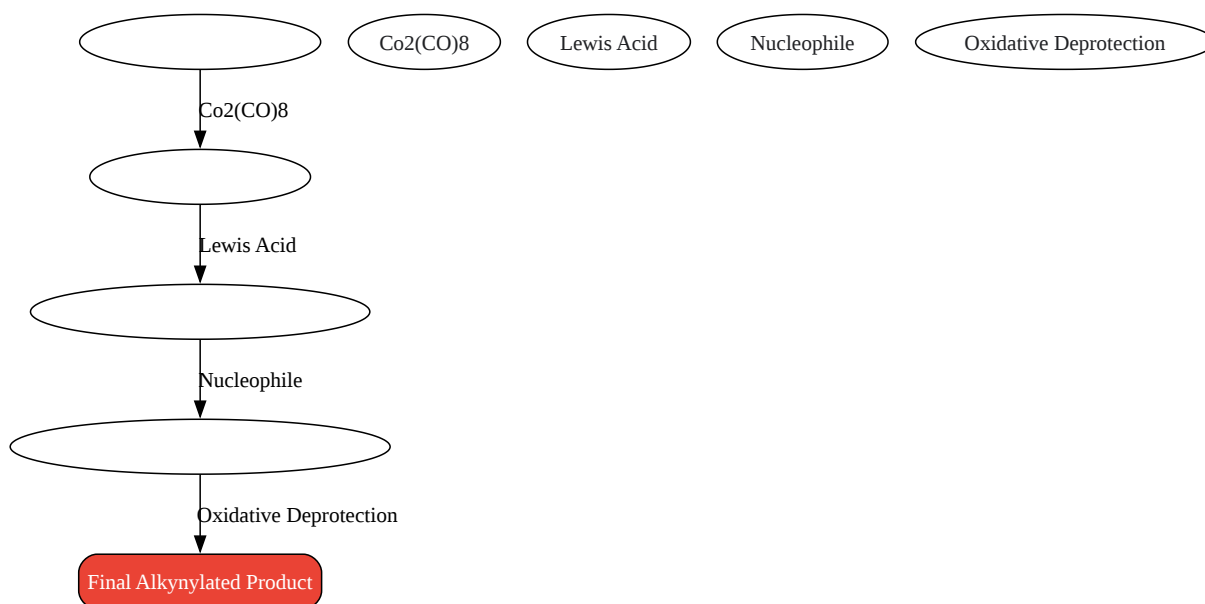 Co2(CO)8
Lewis Acid
Nucleophile
Oxidative Deprotection
Co2(CO)8
Lewis Acid
Nucleophile
Oxidative Deprotection
Final Alkynylated Product